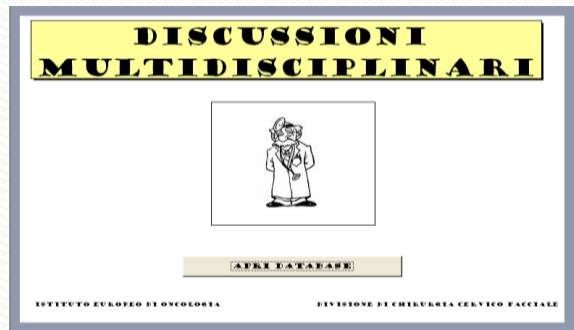 DISCUSSIONI
MULTIDISCIPLINARI
APRI DATABASE
ISTITUTO EUROPEO DI ONCOLOGIA
DIVISIONE DI CHIRURGIA CERVICO FACCIALE